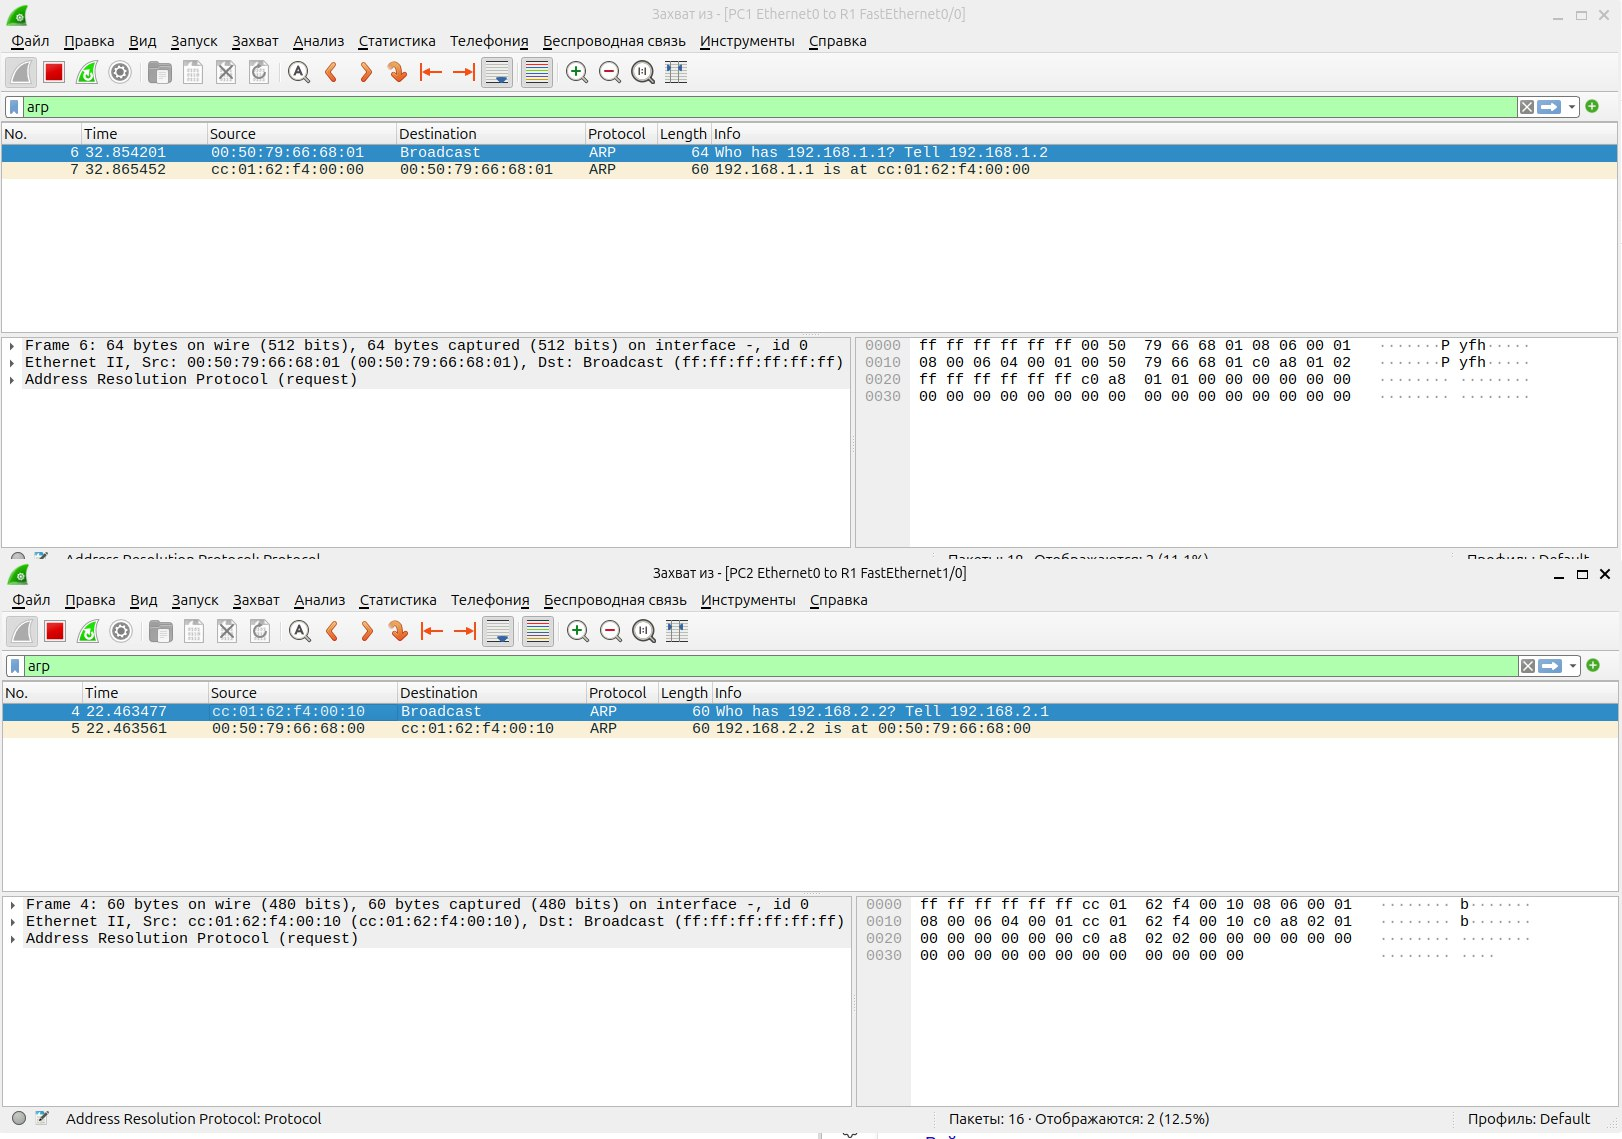 Захват из - [PC1 Ethernet0 to R1 FastEthernet0/0]
Файл Правка Вид Запуск Захват Анализ Статистика Телефония Беспроводная связь Инструменты Справка
arp
No. Time Source Destination Protocol Length Info
6 32.854201 00:50:79:66:68:01 Broadcast ARP 64 Who has 192.168.1.1? Tell 192.168.1.2
7 32.865452 cc:01:62:f4:00:00 00:50:79:66:68:01 ARP 60 192.168.1.1 is at cc:01:62:f4:00:00
Frame 6: 64 bytes on wire (512 bits), 64 bytes captured (512 bits) on interface -, id 0
Ethernet II, Src: 00:50:79:66:68:01 (00:50:79:66:68:01), Dst: Broadcast (ff:ff:ff:ff:ff:ff)
Address Resolution Protocol (request)
0000 ff ff ff ff ff ff 00 50 79 66 68 01 08 06 00 01 ·······P yfh·····
0010 08 00 06 04 00 01 00 50 79 66 68 01 c0 a8 01 02 ·······P yfh·····
0020 ff ff ff ff ff ff c0 a8 01 01 00 00 00 00 00 00 ········ ········
0030 00 00 00 00 00 00 00 00 00 00 00 00 00 00 00 00 ········ ········
Address Resolution Protocol: Protocol Пакеты: 18 · Отображаются: 2 (11.1%) Профиль: Default
Захват из - [PC2 Ethernet0 to R1 FastEthernet1/0]
Файл Правка Вид Запуск Захват Анализ Статистика Телефония Беспроводная связь Инструменты Справка
arp
No. Time Source Destination Protocol Length Info
4 22.463477 cc:01:62:f4:00:10 Broadcast ARP 60 Who has 192.168.2.2? Tell 192.168.2.1
5 22.463561 00:50:79:66:68:00 cc:01:62:f4:00:10 ARP 60 192.168.2.2 is at 00:50:79:66:68:00
Frame 4: 60 bytes on wire (480 bits), 60 bytes captured (480 bits) on interface -, id 0
Ethernet II, Src: cc:01:62:f4:00:10 (cc:01:62:f4:00:10), Dst: Broadcast (ff:ff:ff:ff:ff:ff)
Address Resolution Protocol (request)
0000 ff ff ff ff ff ff cc 01 62 f4 00 10 08 06 00 01 ········ b·······
0010 08 00 06 04 00 01 cc 01 62 f4 00 10 c0 a8 02 01 ········ b·······
0020 00 00 00 00 00 00 c0 a8 02 02 00 00 00 00 00 00 ········ ········
0030 00 00 00 00 00 00 00 00 00 00 00 00 ········ ····
Address Resolution Protocol: Protocol Пакеты: 16 · Отображаются: 2 (12.5%) Профиль: Default